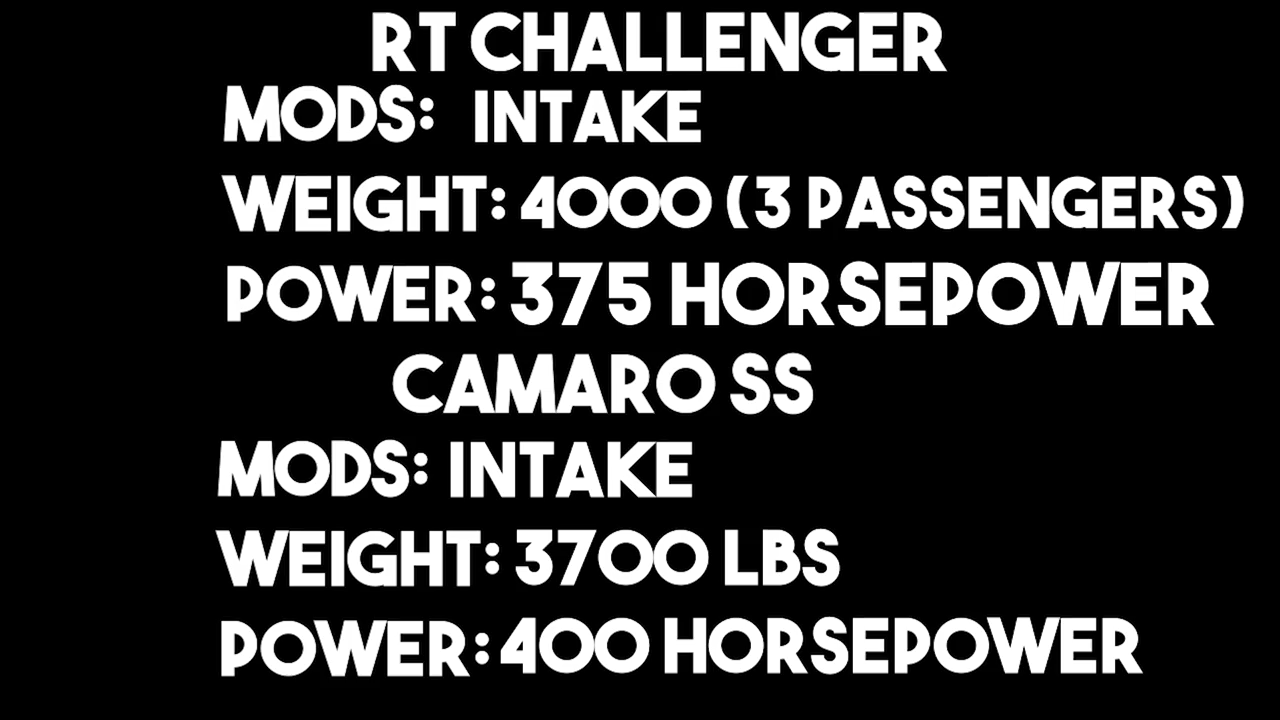 RT CHALLENGER
MODS: INTAKE
WEIGHT: 4000 (3 PASSENGERS)
POWER: 375 HORSEPOWER
CAMARO SS
MODS: INTAKE
WEIGHT: 3700 LBS
POWER: 400 HORSEPOWER